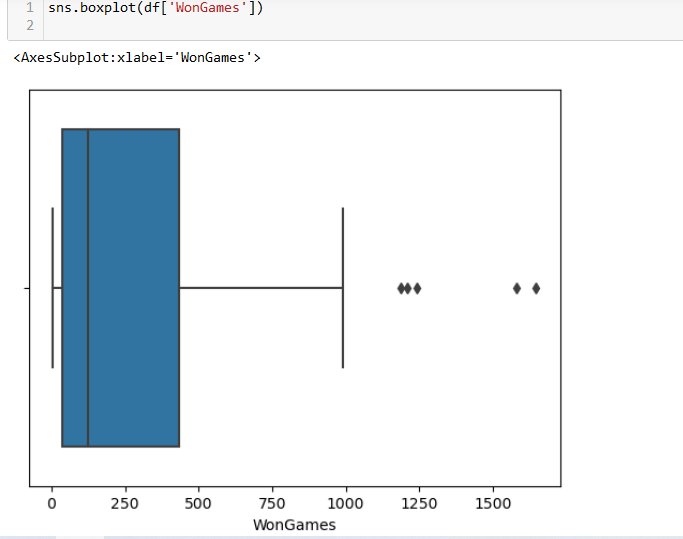 1 sns.boxplot(df['WonGames'])
2
<AxesSubplot:xlabel='WonGames'>
0 250 500 750 1000 1250 1500
WonGames